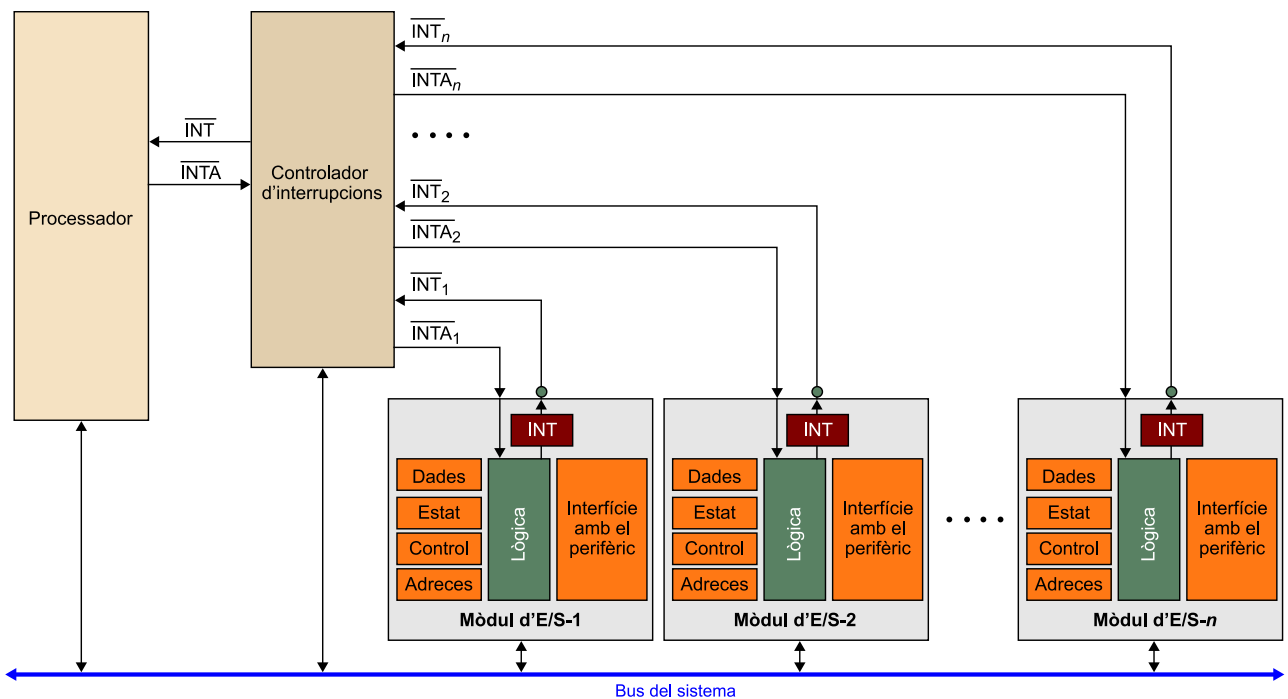 INTₙ
INTAₙ
INT
INTA
Controlador
d’interrupcions
Processador
INT₂
INTA₂
INT₁
INTA₁
INT
Dades
Estat
Control
Adreces
Lògica
Interfície
amb el
perifèric
Mòdul d’E/S-1
INT
Dades
Estat
Control
Adreces
Lògica
Interfície
amb el
perifèric
Mòdul d’E/S-2
INT
Dades
Estat
Control
Adreces
Lògica
Interfície
amb el
perifèric
Mòdul d’E/S-n
Bus del sistema